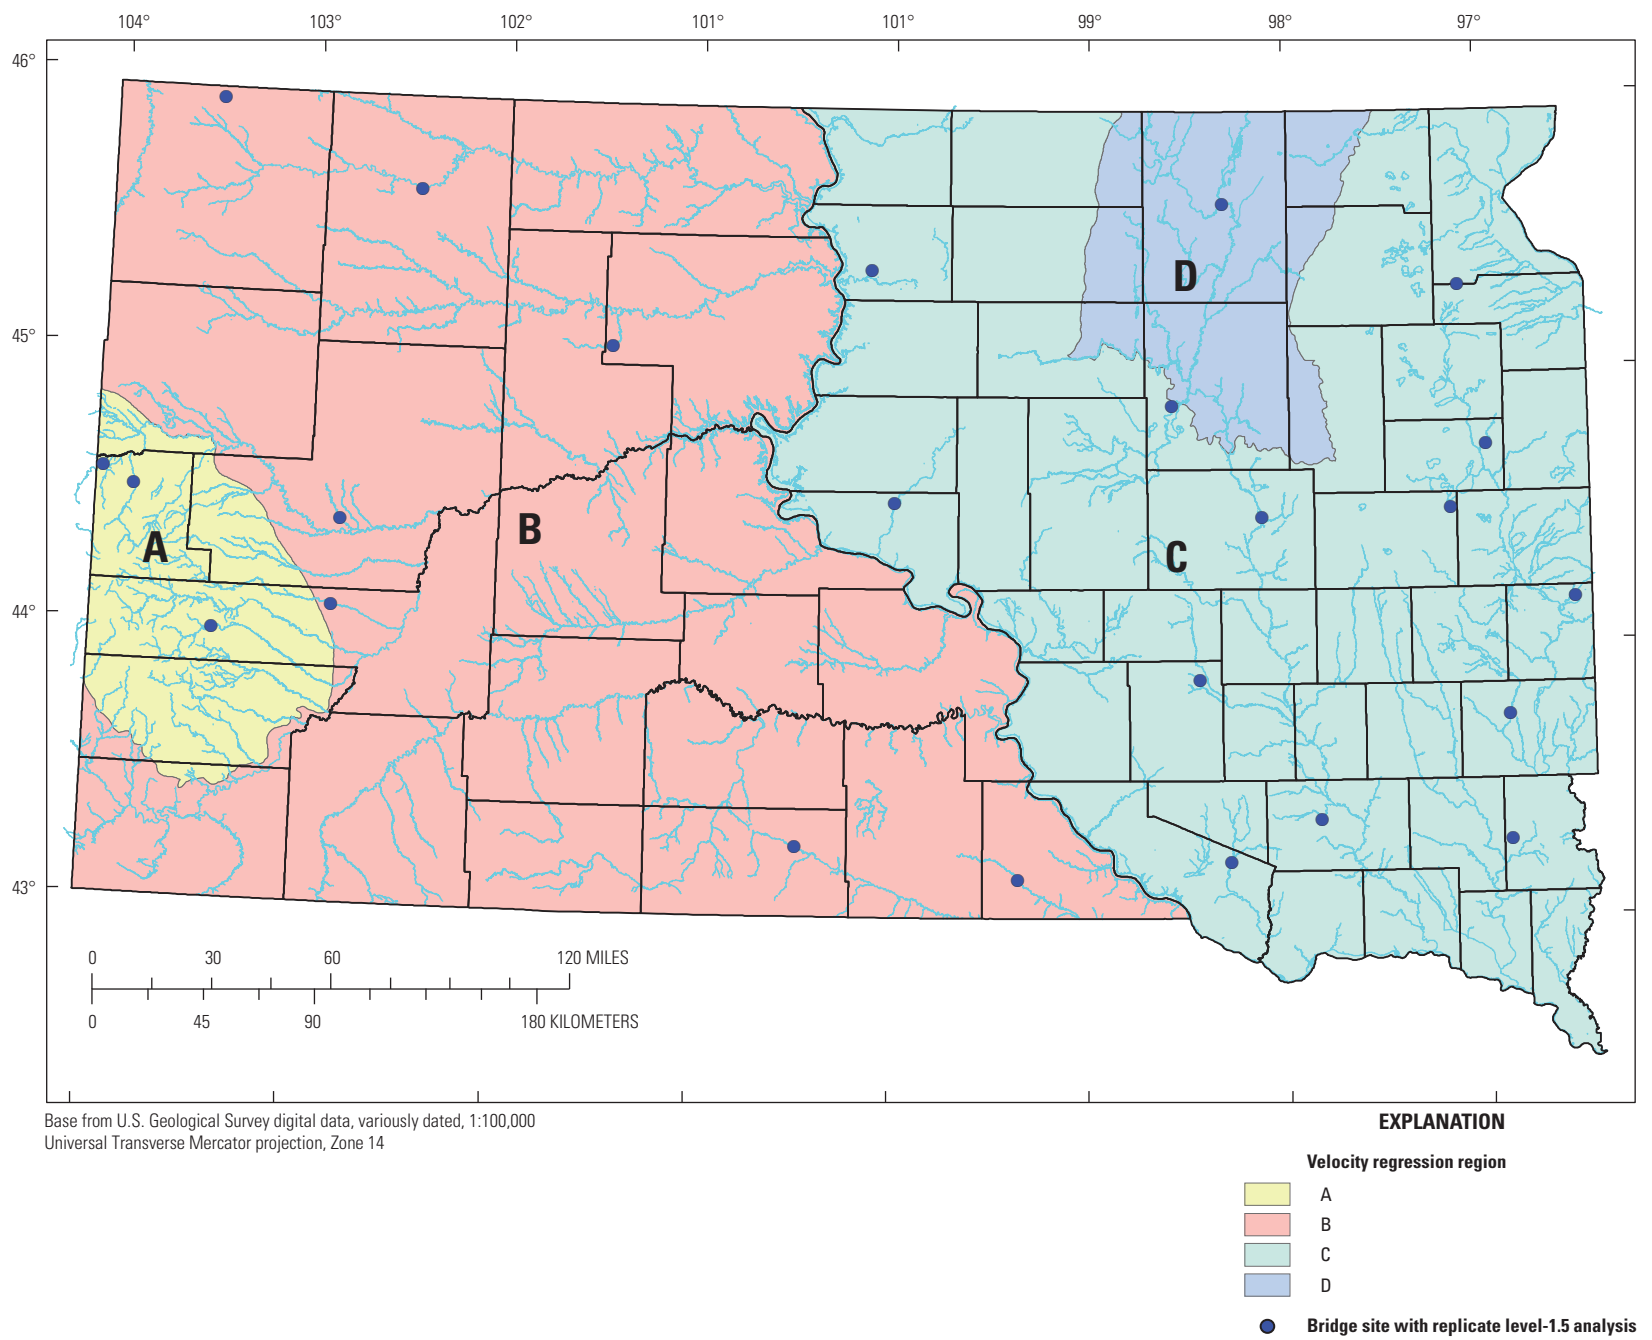 104° 103° 102° 101° 101° 99° 98° 97°
46°
45°
44°
43°
A
B
C
D
0 30 60 120 MILES
0 45 90 180 KILOMETERS
Base from U.S. Geological Survey digital data, variously dated, 1:100,000
Universal Transverse Mercator projection, Zone 14
EXPLANATION
Velocity regression region
A
B
C
D
Bridge site with replicate level-1.5 analysis